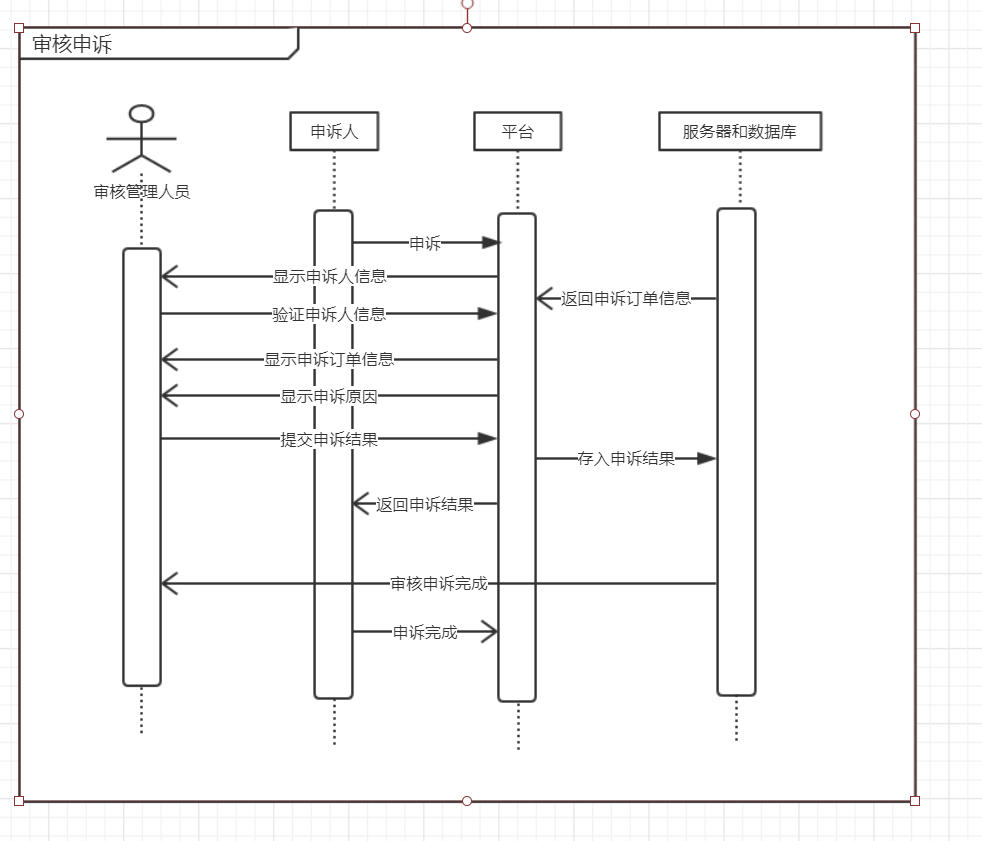 审核申诉
申诉人
平台
服务器和数据库
审核管理人员
申诉
显示申诉人信息
返回申诉订单信息
验证申诉人信息
显示申诉订单信息
显示申诉原因
提交申诉结果
存入申诉结果
返回申诉结果
审核申诉完成
申诉完成